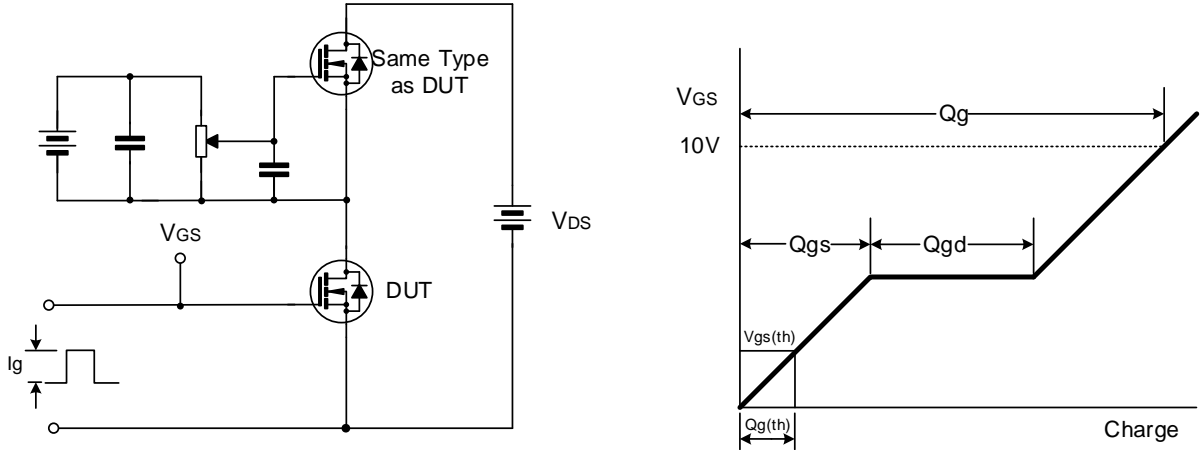 Same Type
as DUT
VGS
VDS
DUT
Ig
VGS
10V
Qg
Qgs
Qgd
Vgs(th)
Qg(th)
Charge